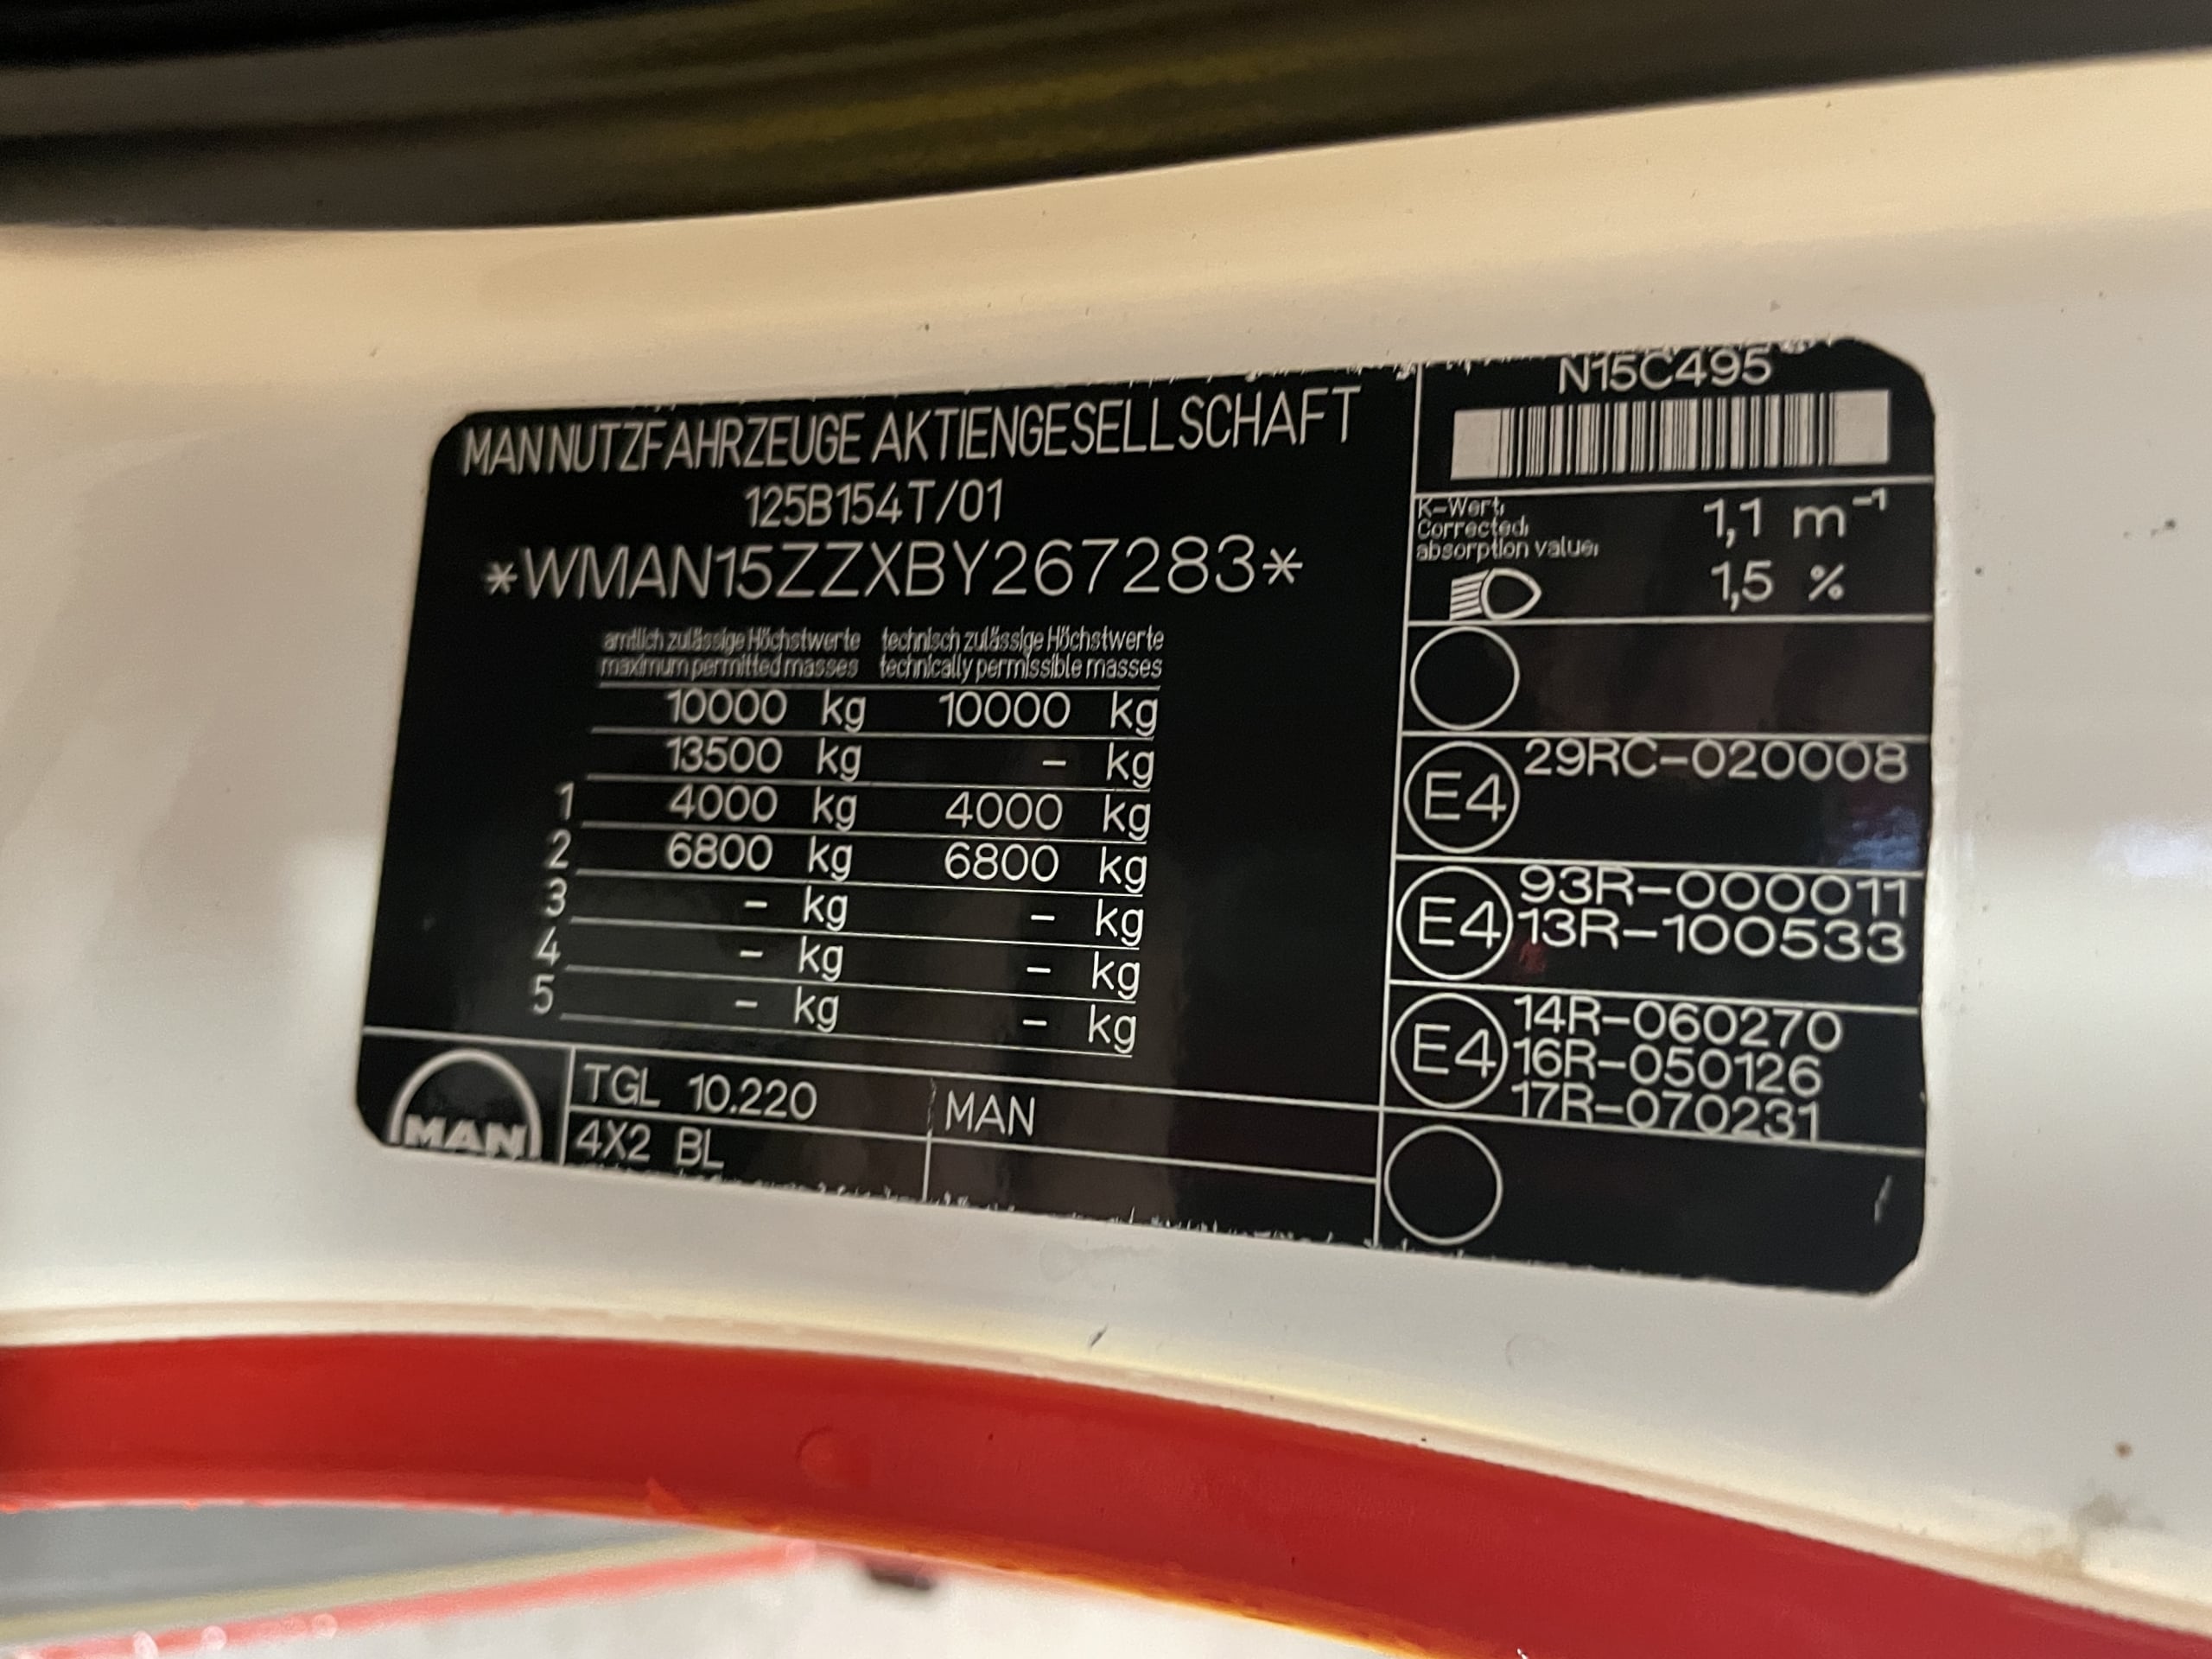 MAN NUTZFAHRZEUGE AKTIENGESELLSCHAFT
125B154T/01
*WMAN15ZZXBY267283*
amtlich zulässige Höchstwerte technisch zulässige Höchstwerte
maximum permitted masses technically permissible masses
10000 kg 10000 kg
13500 kg – kg
1 4000 kg 4000 kg
2 6800 kg 6800 kg
3 – kg – kg
4 – kg – kg
5 – kg – kg
MAN
TGL 10.220 MAN
4X2 BL
N15C495
K-Wert:
Corrected:
absorption value:
1,1 m⁻¹
1,5 %
E4 29RC-020008
E4 93R-000011
13R-100533
E4 14R-060270
16R-050126
17R-070231